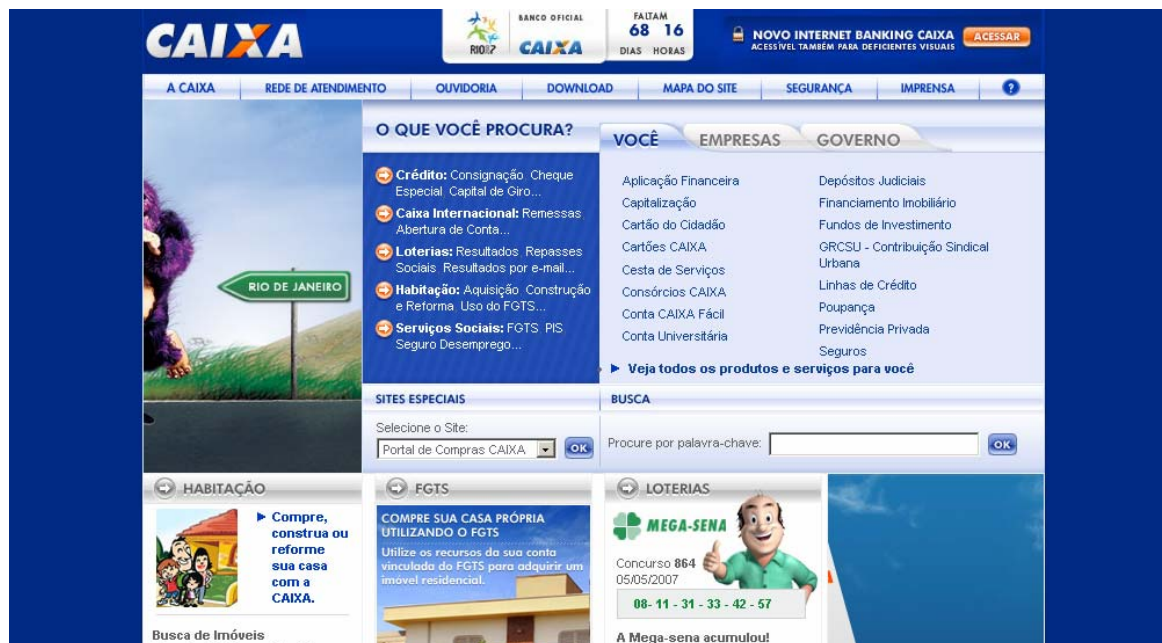 CAIXA
RIO2007
BANCO OFICIAL
CAIXA
FALTAM
68 16
DIAS HORAS
NOVO INTERNET BANKING CAIXA
ACESSÍVEL TAMBÉM PARA DEFICIENTES VISUAIS
ACESSAR
A CAIXA
REDE DE ATENDIMENTO
OUVIDORIA
DOWNLOAD
MAPA DO SITE
SEGURANÇA
IMPRENSA
?
RIO DE JANEIRO
O QUE VOCÊ PROCURA?
Crédito: Consignação Cheque
Especial Capital de Giro...
Caixa Internacional: Remessas
Abertura de Conta...
Loterias: Resultados Repasses
Sociais Resultados por e-mail...
Habitação: Aquisição Construção
e Reforma Uso do FGTS...
Serviços Sociais: FGTS PIS
Seguro Desemprego...
VOCÊ
EMPRESAS
GOVERNO
Aplicação Financeira
Capitalização
Cartão do Cidadão
Cartões CAIXA
Cesta de Serviços
Consórcios CAIXA
Conta CAIXA Fácil
Conta Universitária
Depósitos Judiciais
Financiamento Imobiliário
Fundos de Investimento
GRCSU - Contribuição Sindical
Urbana
Linhas de Crédito
Poupança
Previdência Privada
Seguros
Veja todos os produtos e serviços para você
SITES ESPECIAIS
Selecione o Site:
Portal de Compras CAIXA
OK
BUSCA
Procure por palavra-chave:
OK
HABITAÇÃO
Compre,
construa ou
reforme
sua casa
com a
CAIXA.
Busca de Imóveis
FGTS
COMPRE SUA CASA PRÓPRIA
UTILIZANDO O FGTS
Utilize os recursos da sua conta
vinculada do FGTS para adquirir um
imóvel residencial.
LOTERIAS
MEGA-SENA
Concurso 864
05/05/2007
08- 11 - 31 - 33 - 42 - 57
A Mega-sena acumulou!